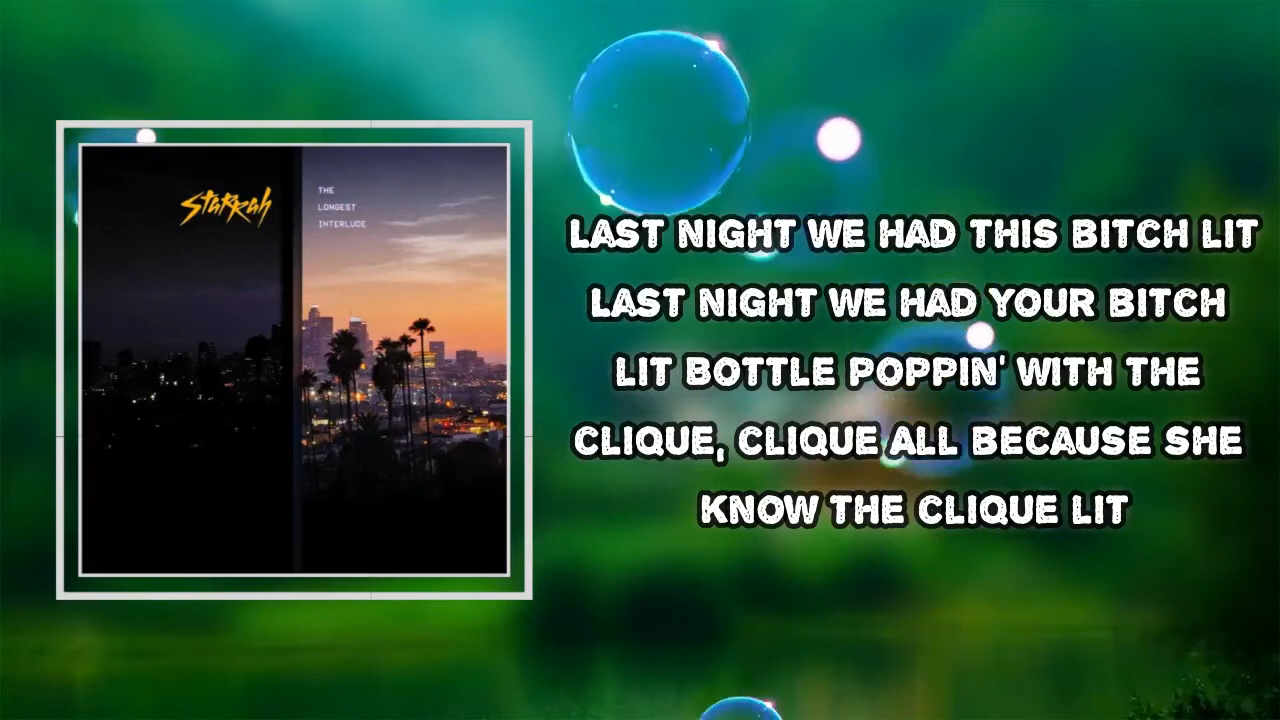 Starrah
THE
LONGEST
INTERLUDE
LAST NIGHT WE HAD THIS BITCH LIT
LAST NIGHT WE HAD YOUR BITCH
LIT BOTTLE POPPIN' WITH THE
CLIQUE, CLIQUE ALL BECAUSE SHE
KNOW THE CLIQUE LIT